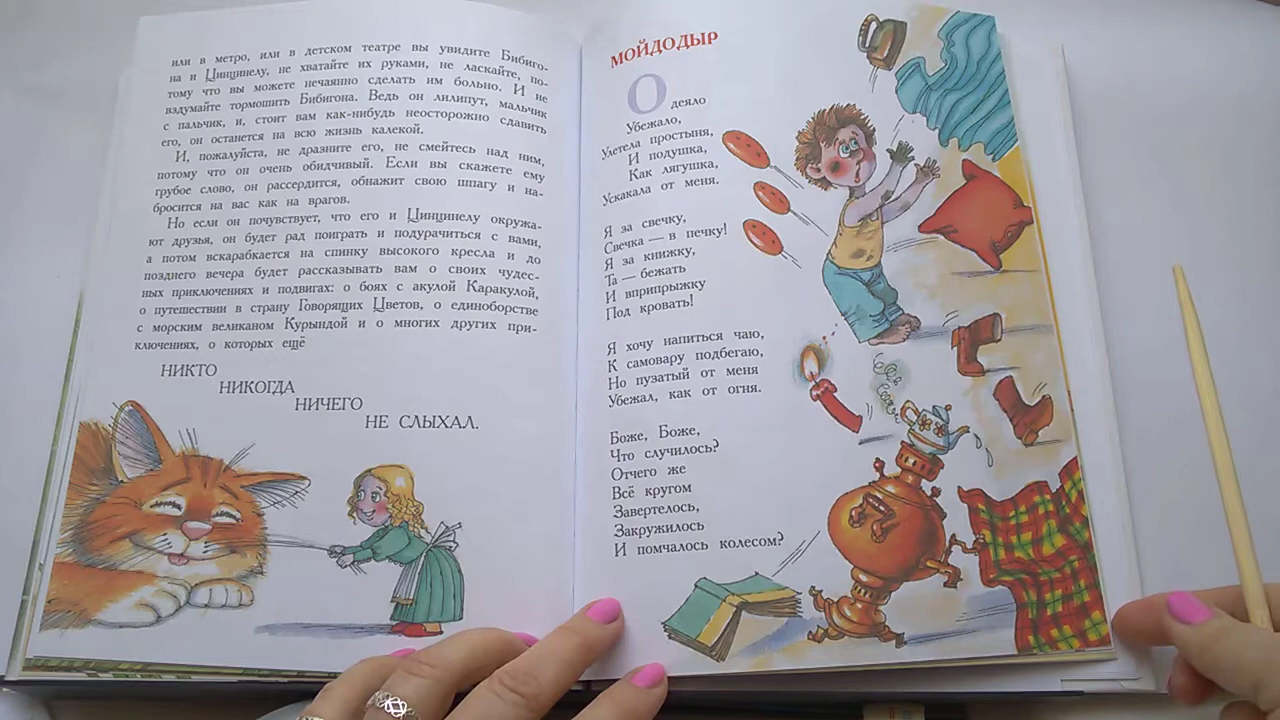 или в метро, или в детском театре вы увидите Бибиго-
на и Цинцинелу, не хватайте их руками, не ласкайте, по-
тому что вы можете нечаянно сделать им больно. И не
вздумайте тормошить Бибигона. Ведь он лилипут, мальчик
с пальчик, и, стоит вам как-нибудь неосторожно сдавить
его, он останется на всю жизнь калекой.
И, пожалуйста, не дразните его, не смейтесь над ним,
потому что он очень обидчивый. Если вы скажете ему
грубое слово, он рассердится, обнажит свою шпагу и на-
бросится на вас как на врагов.
Но если он почувствует, что его и Цинцинелу окружа-
ют друзья, он будет рад поиграть и подурачиться с вами,
а потом вскарабкается на спинку высокого кресла и до
позднего вечера будет рассказывать вам о своих чудес-
ных приключениях и подвигах: о боях с акулой Каракулой,
о путешествии в страну Говорящих Цветов, о единоборстве
с морским великаном Курындой и о многих других при-
ключениях, о которых ещё
НИКТО
НИКОГДА
НИЧЕГО
НЕ СЛЫХАЛ.
МОЙДОДЫР
Одеяло
Убежало,
Улетела простыня,
И подушка,
Как лягушка,
Ускакала от меня.
Я за свечку,
Свечка — в печку!
Я за книжку,
Та — бежать
И вприпрыжку
Под кровать!
Я хочу напиться чаю,
К самовару подбегаю,
Но пузатый от меня
Убежал, как от огня.
Боже, Боже,
Что случилось?
Отчего же
Всё кругом
Завертелось,
Закружилось
И помчалось колесом?